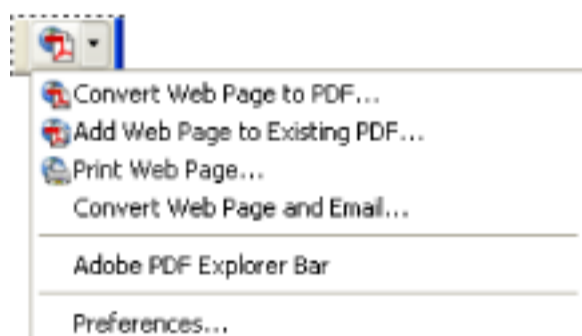 Convert Web Page to PDF...
Add Web Page to Existing PDF...
Print Web Page...
Convert Web Page and Email...
Adobe PDF Explorer Bar
Preferences...